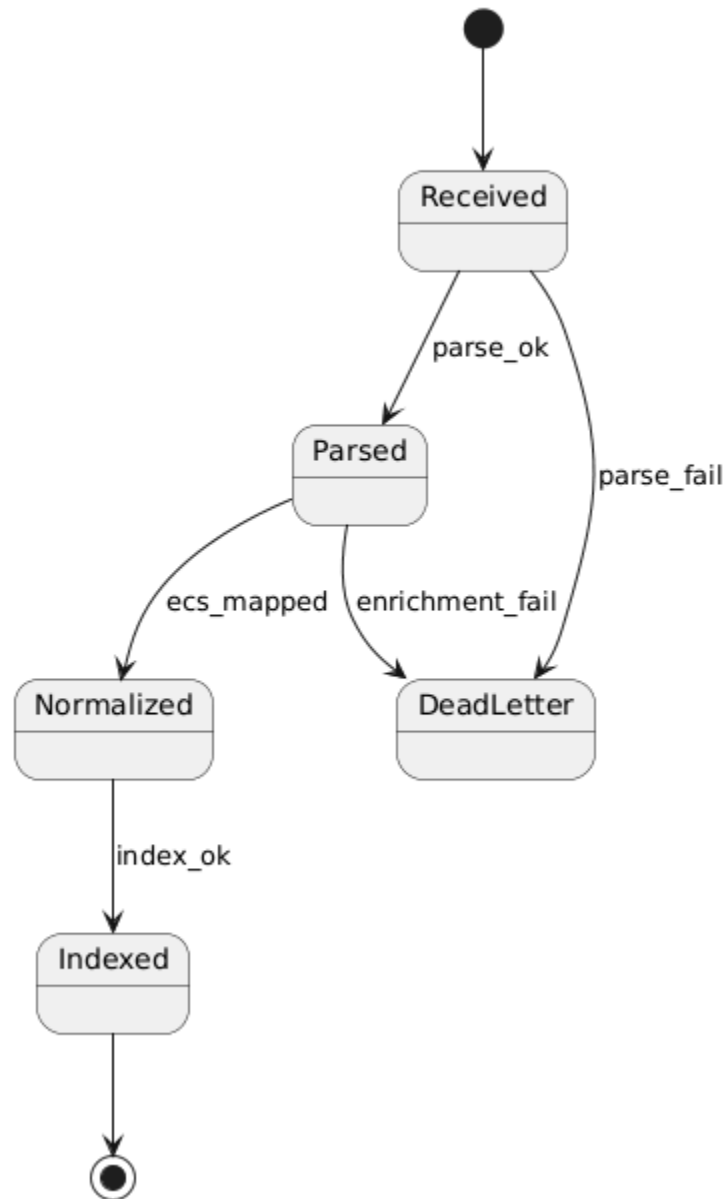 Received
parse_ok
Parsed
parse_fail
ecs_mapped
enrichment_fail
Normalized
DeadLetter
index_ok
Indexed